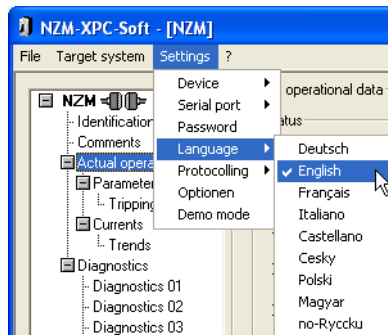 NZM-XPC-Soft - [NZM]
File Target system Settings ?
NZM
Identification
Comments
Actual opera
Parameter
Tripping
Currents
Trends
Diagnostics
Diagnostics 01
Diagnostics 02
Diagnostics 03
Device
Serial port
Password
Language
Protocolling
Optionen
Demo mode
operational data
atus
Deutsch
English
Français
Italiano
Castellano
Cesky
Polski
Magyar
no-Ryccku